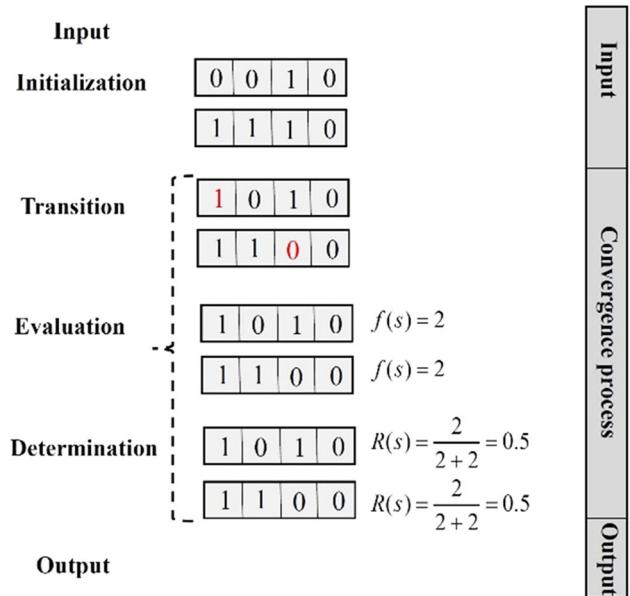 Input
Initialization
0 0 1 0
1 1 1 0
Transition
1 0 1 0
1 1 0 0
Evaluation
1 0 1 0 f(s) = 2
1 1 0 0 f(s) = 2
Determination
1 0 1 0 R(s) = 2/(2+2) = 0.5
1 1 0 0 R(s) = 2/(2+2) = 0.5
Output
Input
Convergence process
Output